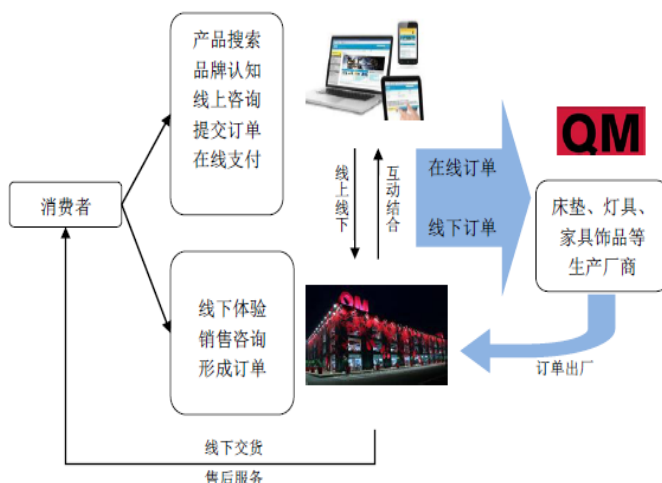 产品搜索
品牌认知
线上咨询
提交订单
在线支付
消费者
线上线下
互动结合
在线订单
线下订单
QM
床垫、灯具、
家具饰品等
生产厂商
线下体验
销售咨询
形成订单
QM
订单出厂
线下交货
售后服务